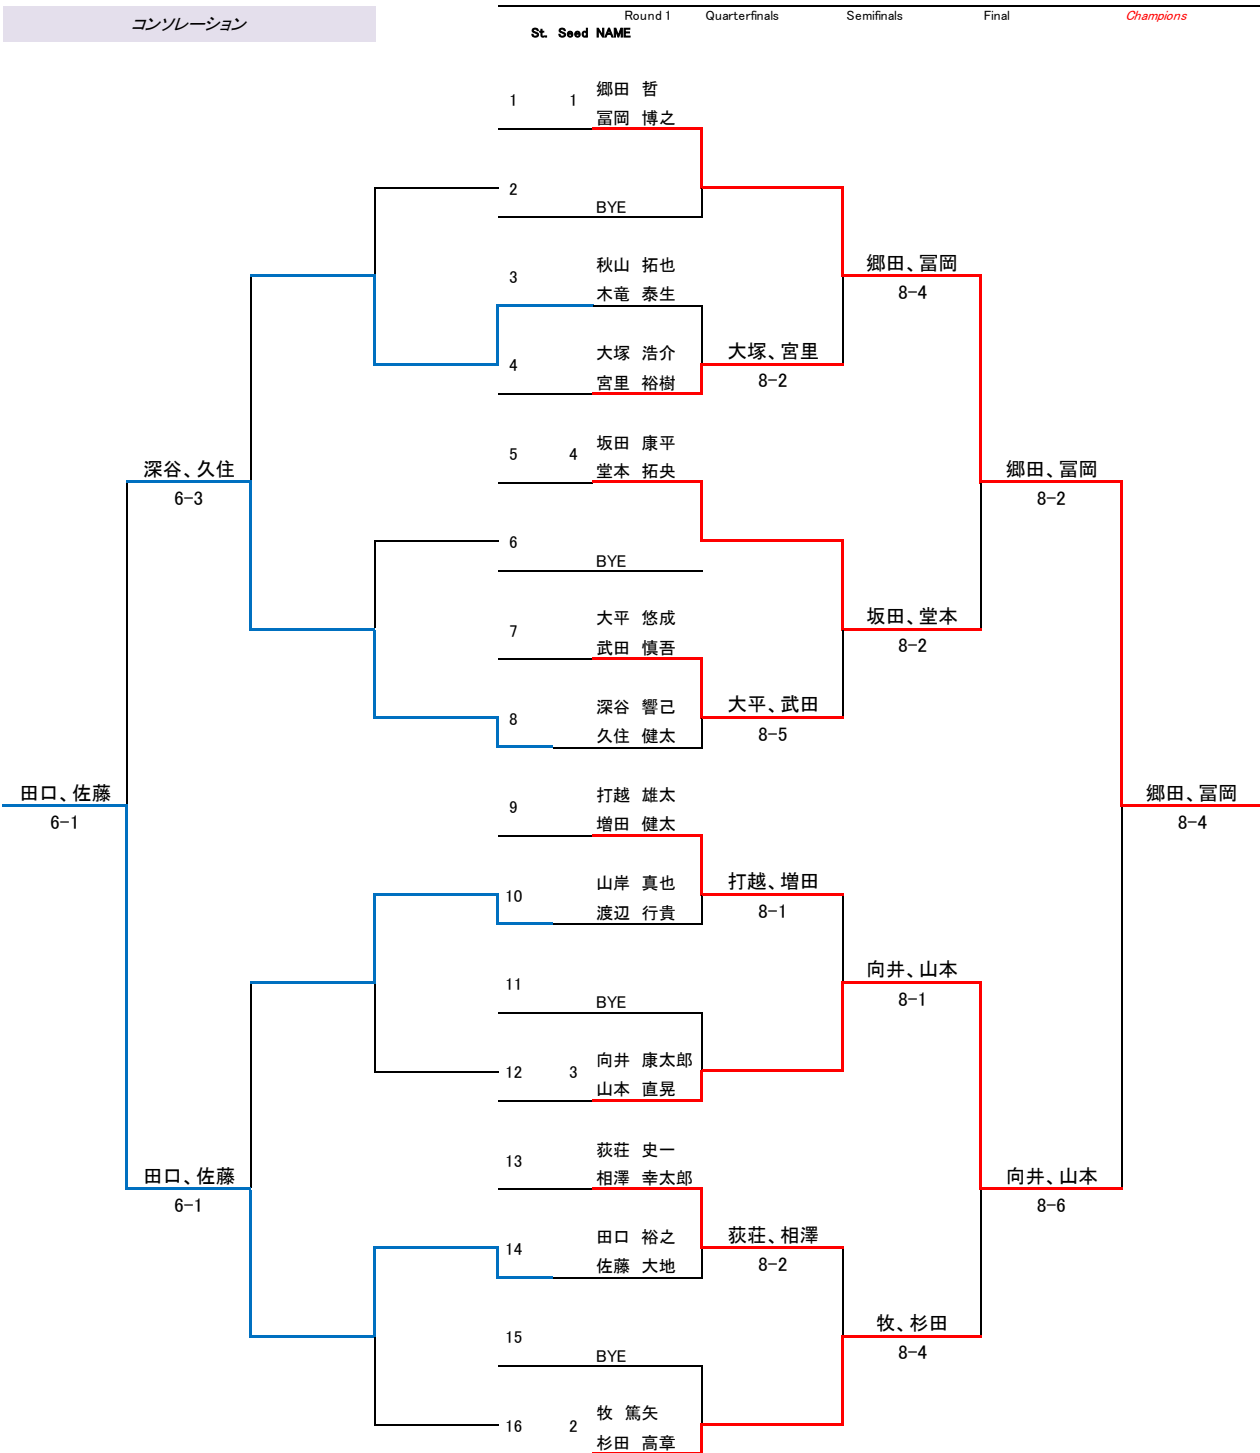 コンソレーション
Round 1 Quarterfinals Semifinals Final Champions
St. Seed NAME
1 1 郷田 哲
冨岡 博之
2 BYE
3 秋山 拓也
木竜 泰生
郷田、冨岡
8-4
4 大塚 浩介
宮里 裕樹
大塚、宮里
8-2
5 4 坂田 康平
堂本 拓央
深谷、久住
6-3
郷田、冨岡
8-2
6 BYE
7 大平 悠成
武田 慎吾
坂田、堂本
8-2
8 深谷 響己
久住 健太
大平、武田
8-5
田口、佐藤
6-1
9 打越 雄太
増田 健太
郷田、冨岡
8-4
10 山岸 真也
渡辺 行貴
打越、増田
8-1
11 BYE
向井、山本
8-1
12 3 向井 康太郎
山本 直晃
13 荻荘 史一
相澤 幸太郎
田口、佐藤
6-1
向井、山本
8-6
14 田口 裕之
佐藤 大地
荻荘、相澤
8-2
15 BYE
牧、杉田
8-4
16 2 牧 篤矢
杉田 高章